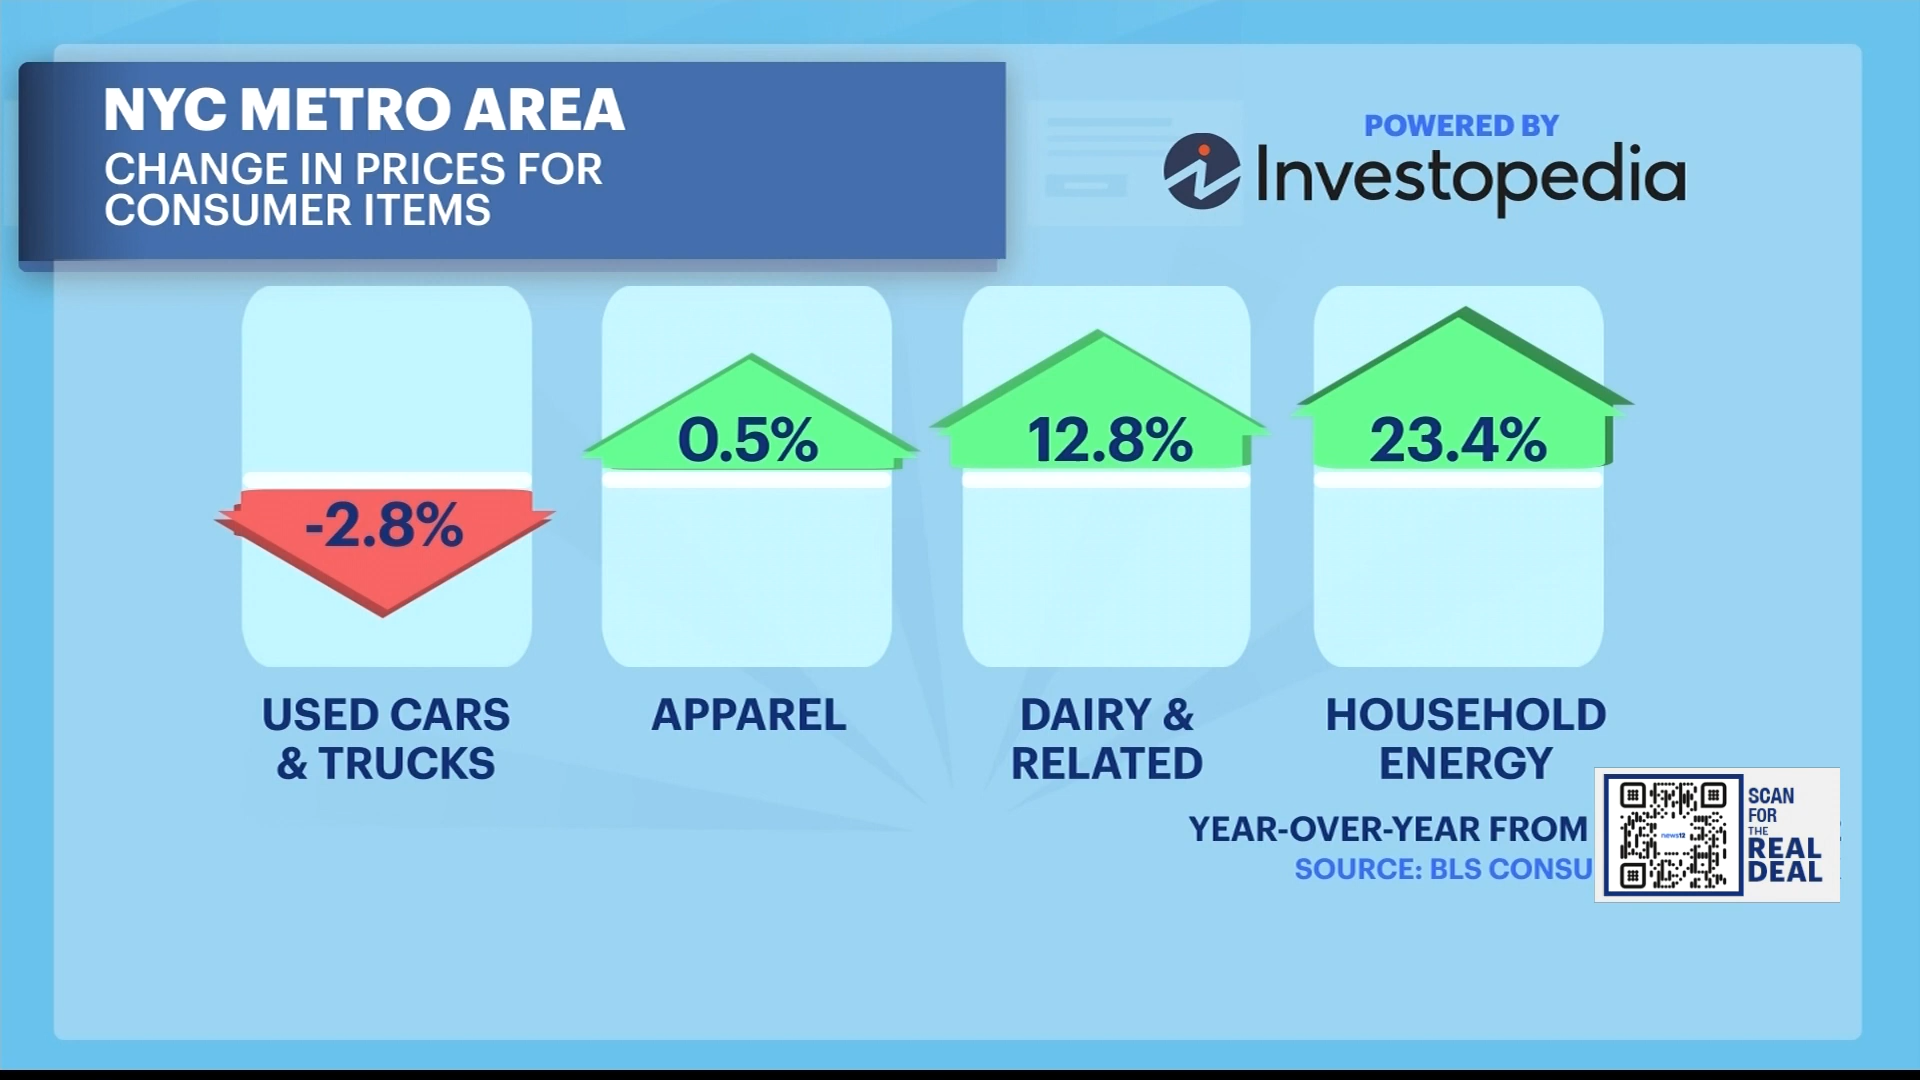 NYC METRO AREA
CHANGE IN PRICES FOR
CONSUMER ITEMS
POWERED BY
Investopedia
-2.8%
0.5%
12.8%
23.4%
USED CARS
& TRUCKS
APPAREL
DAIRY &
RELATED
HOUSEHOLD
ENERGY
YEAR-OVER-YEAR FROM
SOURCE: BLS CONSU
news12
SCAN
FOR
THE
REAL
DEAL